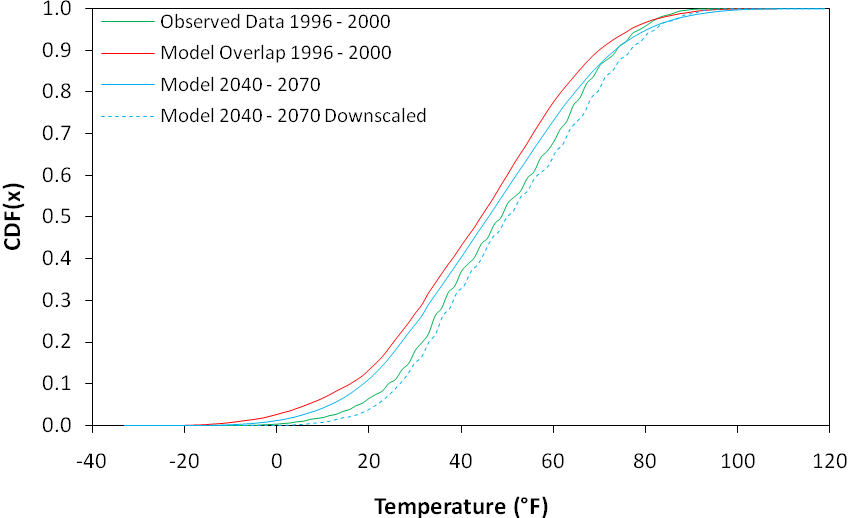 1.0
0.9
0.8
0.7
0.6
0.5
0.4
0.3
0.2
0.1
0.0
CDF(x)
Observed Data 1996 - 2000
Model Overlap 1996 - 2000
Model 2040 - 2070
Model 2040 - 2070 Downscaled
-40 -20 0 20 40 60 80 100 120
Temperature (°F)